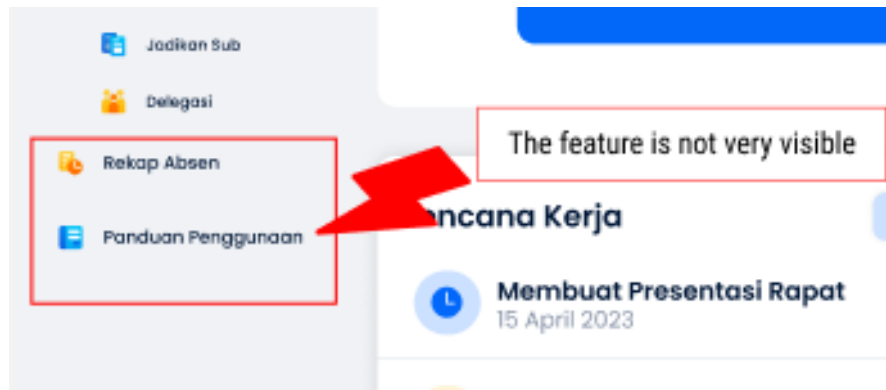 Jadikan Sub
Delegasi
Rekap Absen
Panduan Penggunaan
The feature is not very visible
encana Kerja
Membuat Presentasi Rapat
15 April 2023